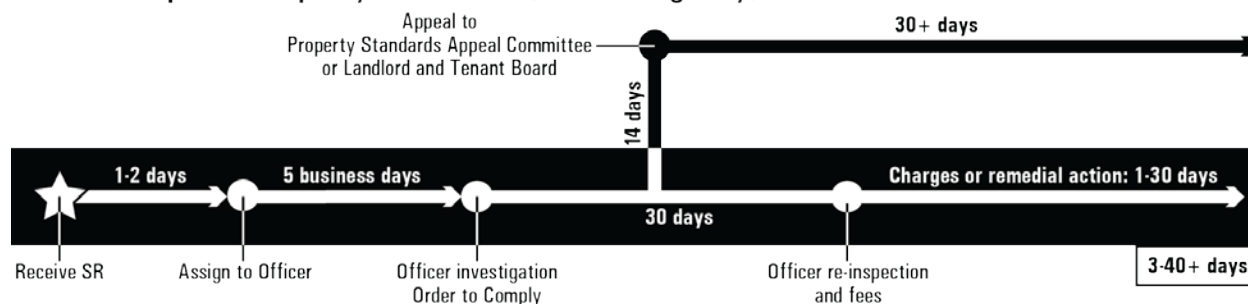 Appeal to
Property Standards Appeal Committee
or Landlord and Tenant Board
30+ days
14 days
1-2 days
5 business days
30 days
Charges or remedial action: 1-30 days
Receive SR
Assign to Officer
Officer investigation
Order to Comply
Officer re-inspection
and fees
3-40+ days